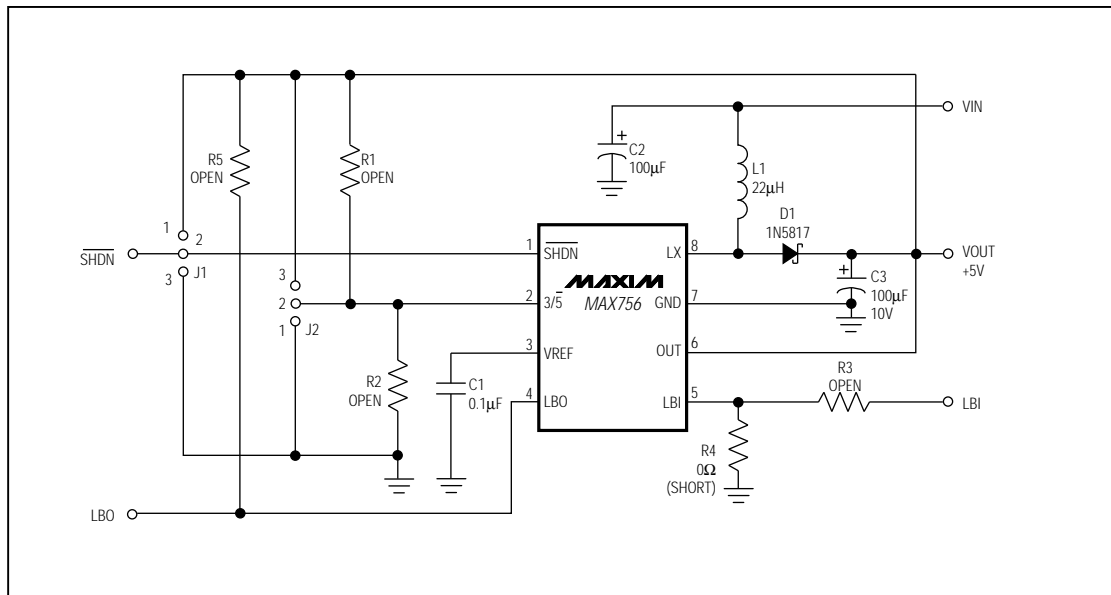 VIN
C2
100µF
+
L1
22µH
R5
OPEN
R1
OPEN
D1
1N5817
1
2
3
J1
SHDN
1
SHDN
LX
8
VOUT
+5V
+
C3
100µF
10V
3
2
1
J2
2
3/5
MAXIM
MAX756
GND
7
3
VREF
OUT
6
R2
OPEN
C1
0.1µF
4
LBO
LBI
5
R3
OPEN
LBI
R4
0Ω
(SHORT)
LBO